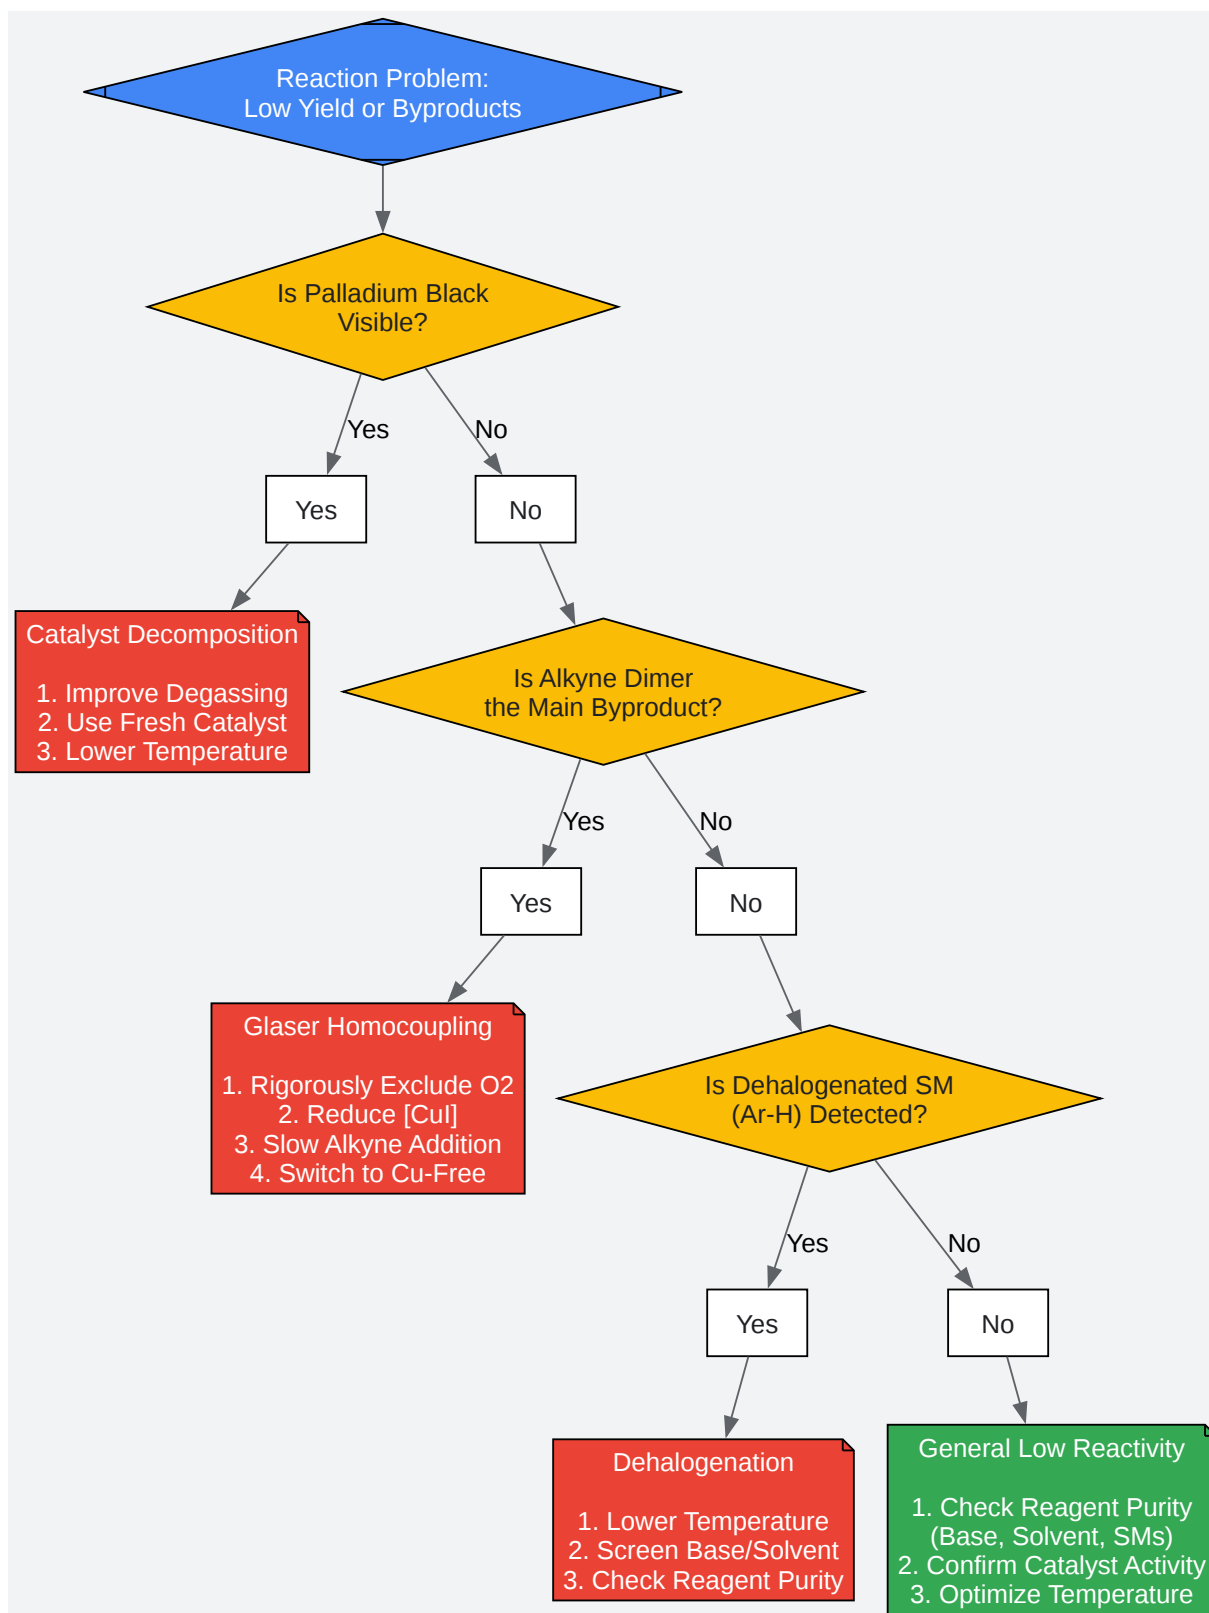 Reaction Problem:
Low Yield or Byproducts
Is Palladium Black
Visible?
Yes
No
Yes
No
Catalyst Decomposition
1. Improve Degassing
2. Use Fresh Catalyst
3. Lower Temperature
Is Alkyne Dimer
the Main Byproduct?
Yes
No
Yes
No
Glaser Homocoupling
1. Rigorously Exclude O2
2. Reduce [CuI]
3. Slow Alkyne Addition
4. Switch to Cu-Free
Is Dehalogenated SM
(Ar-H) Detected?
Yes
No
Yes
No
Dehalogenation
1. Lower Temperature
2. Screen Base/Solvent
3. Check Reagent Purity
General Low Reactivity
1. Check Reagent Purity
(Base, Solvent, SMs)
2. Confirm Catalyst Activity
3. Optimize Temperature